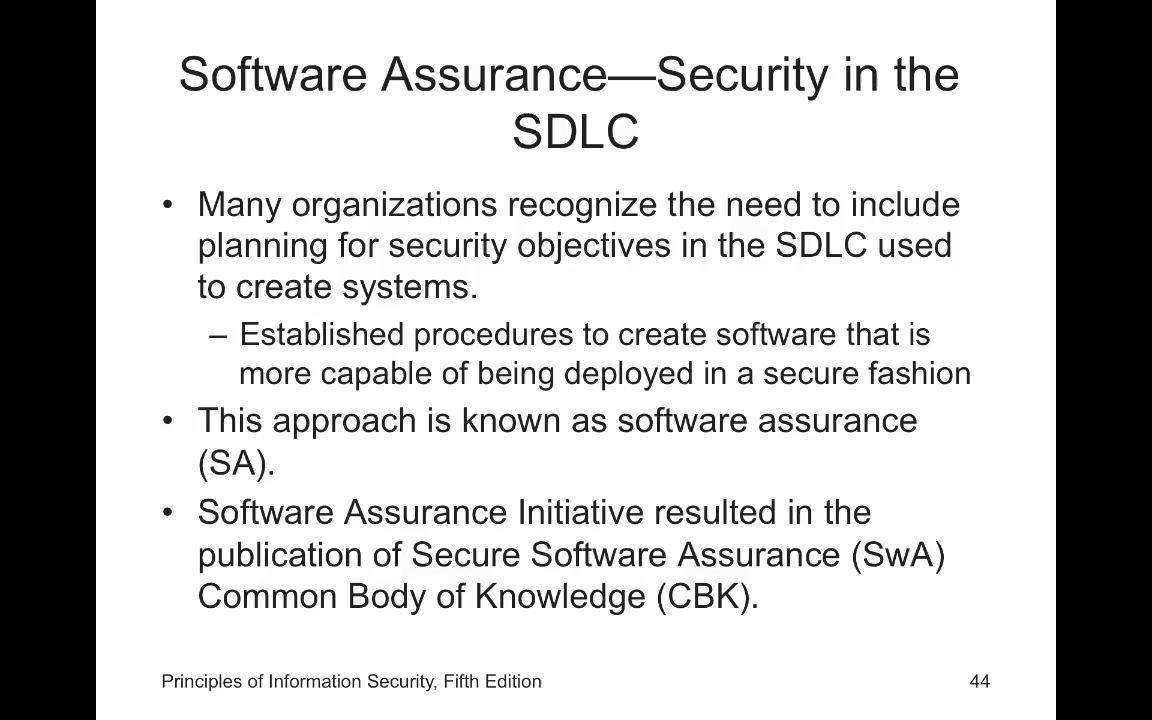 Software Assurance—Security in the
SDLC
• Many organizations recognize the need to include
planning for security objectives in the SDLC used
to create systems.
– Established procedures to create software that is
more capable of being deployed in a secure fashion
• This approach is known as software assurance
(SA).
• Software Assurance Initiative resulted in the
publication of Secure Software Assurance (SwA)
Common Body of Knowledge (CBK).
Principles of Information Security, Fifth Edition 44